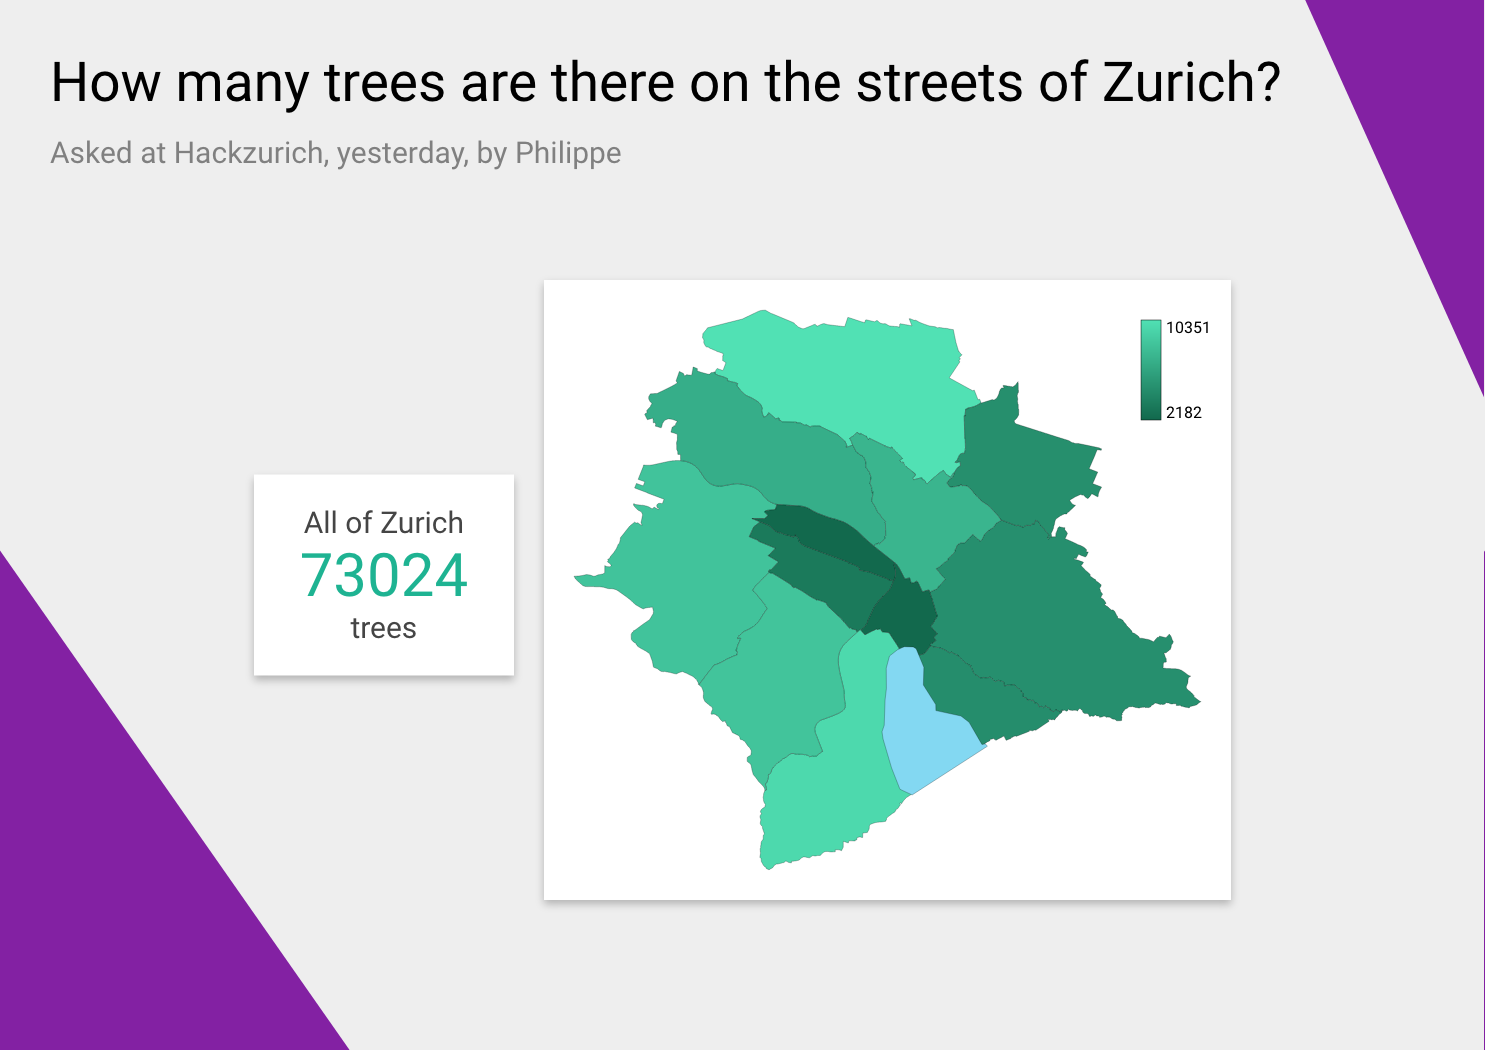 How many trees are there on the streets of Zurich?
Asked at Hackzurich, yesterday, by Philippe
10351
2182
All of Zurich
73024
trees